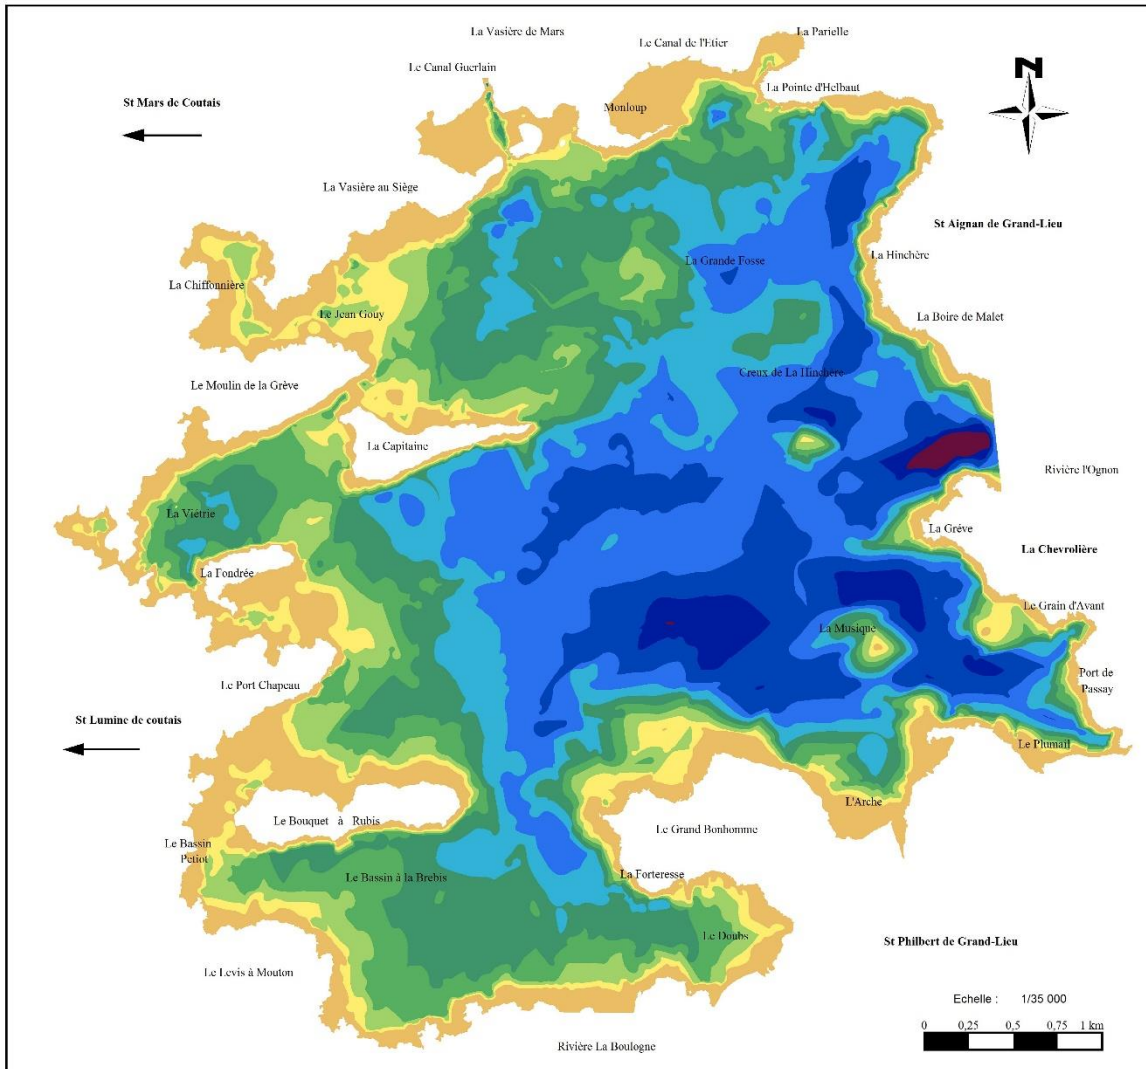 La Parielle
La Vasière de Mars
Le Canal de l'Etier
Le Canal Guerlain
N
La Pointe d'Helbaut
St Mars de Coutais
Monloup
La Vasière au Siège
St Aignan de Grand-Lieu
La Hinchère
La Grande Fosse
La Chiffonnière
Le Jean Gouy
La Boire de Malet
Creux de La Hinchère
Le Moulin de la Grève
La Capitaine
Rivière l'Ognon
La Viétrie
La Gréve
La Chevrolière
La Fondrée
Le Grain d'Avant
La Musique
Port de
Passay
Le Port Chapeau
St Lumine de coutais
Le Plumail
L'Arche
Le Bouquet à Rubis
Le Grand Bonhomme
Le Bassin
Petiot
Le Bassin à la Brebis
La Forteresse
Le Doubs
St Philbert de Grand-Lieu
Le Levis à Mouton
Echelle : 1/35 000
0 0,25 0,5 0,75 1 km
Rivière La Boulogne